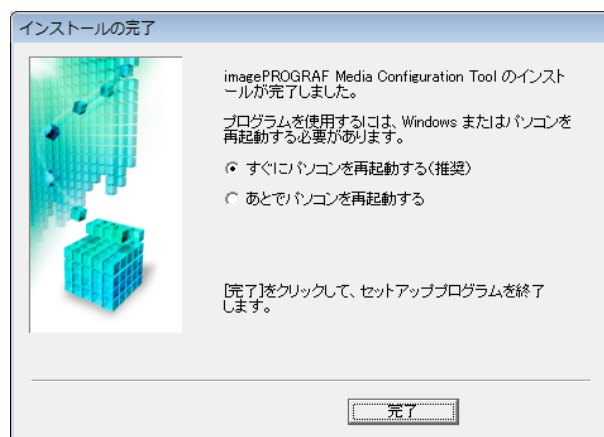 インストールの完了
imagePROGRAF Media Configuration Tool のインスト
ールが完了しました。
プログラムを使用するには、Windows またはパソコンを
再起動する必要があります。
すぐにパソコンを再起動する(推奨)
あとでパソコンを再起動する
[完了]をクリックして、セットアッププログラムを終了
します。
完了